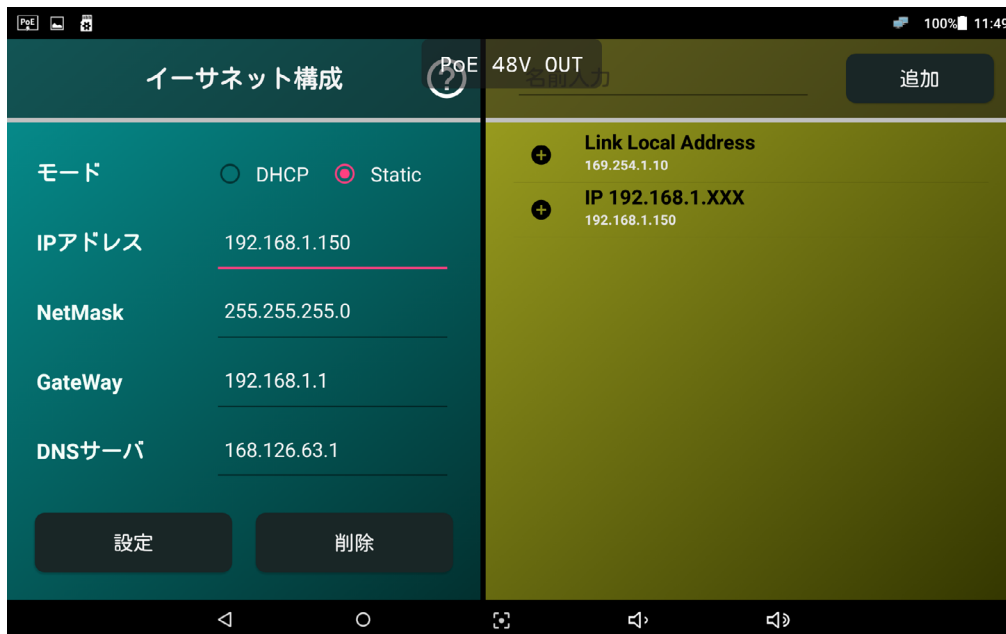 PoE
100% 11:49
イーサネット構成
?
PoE 48V OUT
名前入力
追加
モード
DHCP
Static
IPアドレス
192.168.1.150
NetMask
255.255.255.0
GateWay
192.168.1.1
DNSサーバ
168.126.63.1
設定
削除
Link Local Address
169.254.1.10
IP 192.168.1.XXX
192.168.1.150